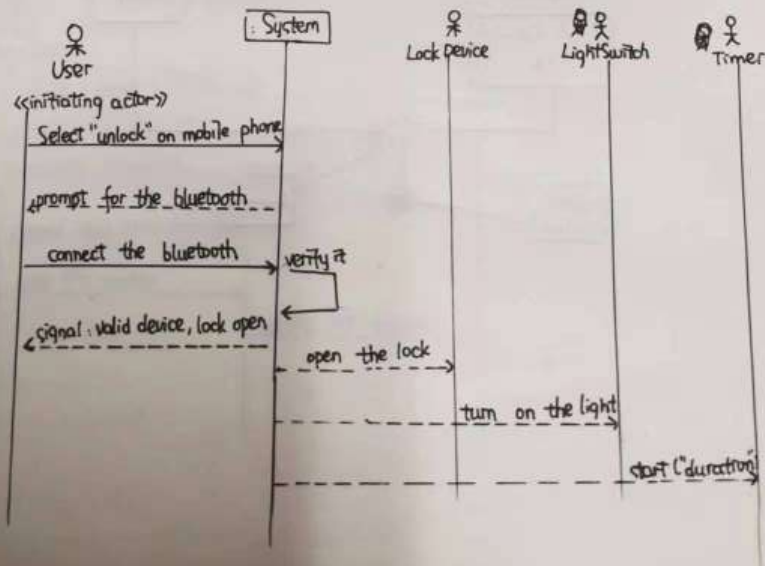 : System
User
Lock Device
LightSwitch
Timer
<<initiating actor>>
Select "unlock" on mobile phone
prompt for the bluetooth
connect the bluetooth
verify it
signal: valid device, lock open
open the lock
turn on the light
start ("duration")